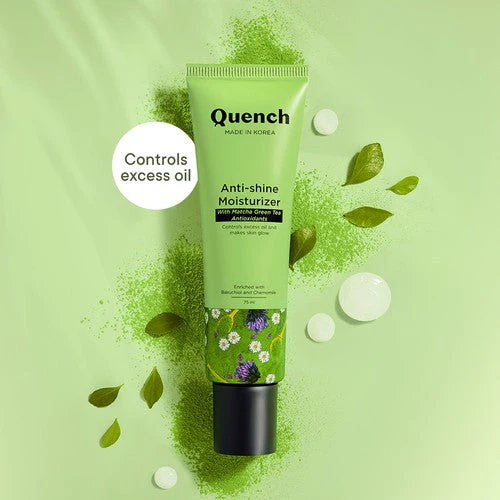 Quench
MADE IN KOREA
Controls
excess oil
Anti-shine
Moisturizer
With Matcha Green Tea
Antioxidants
Controls excess oil and
makes skin glow
Enriched with
Bakuchiol and Chamomile
75 ml